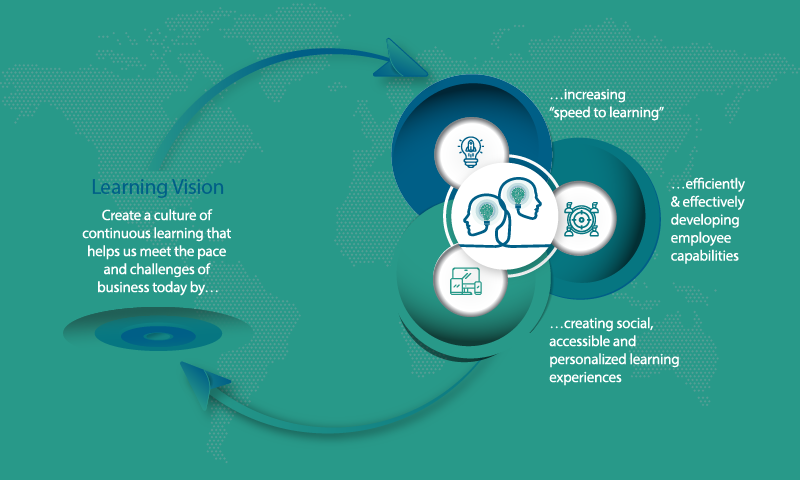 Learning Vision
Create a culture of
continuous learning that
helps us meet the pace
and challenges of
business today by…
…increasing
“speed to learning”
…efficiently
& effectively
developing
employee
capabilities
…creating social,
accessible and
personalized learning
experiences